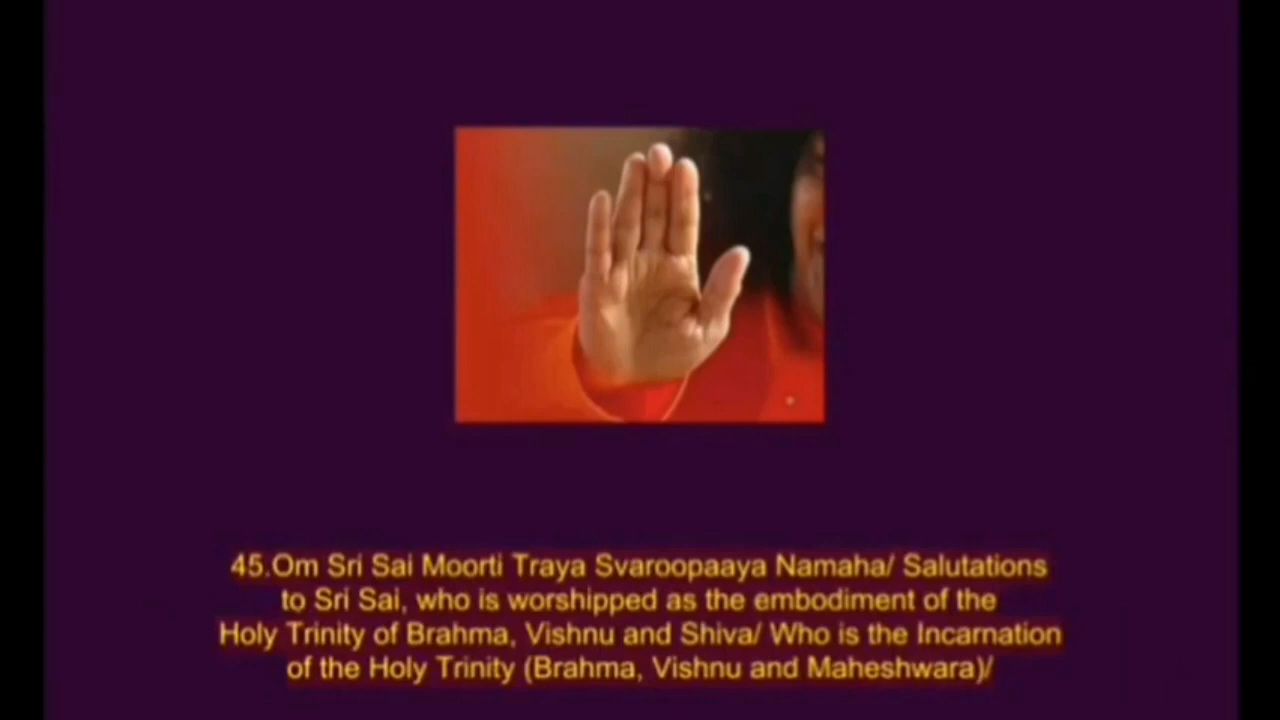 45.Om Sri Sai Moorti Traya Svaroopaaya Namaha/ Salutations
to Sri Sai, who is worshipped as the embodiment of the
Holy Trinity of Brahma, Vishnu and Shiva/ Who is the Incarnation
of the Holy Trinity (Brahma, Vishnu and Maheshwara)/